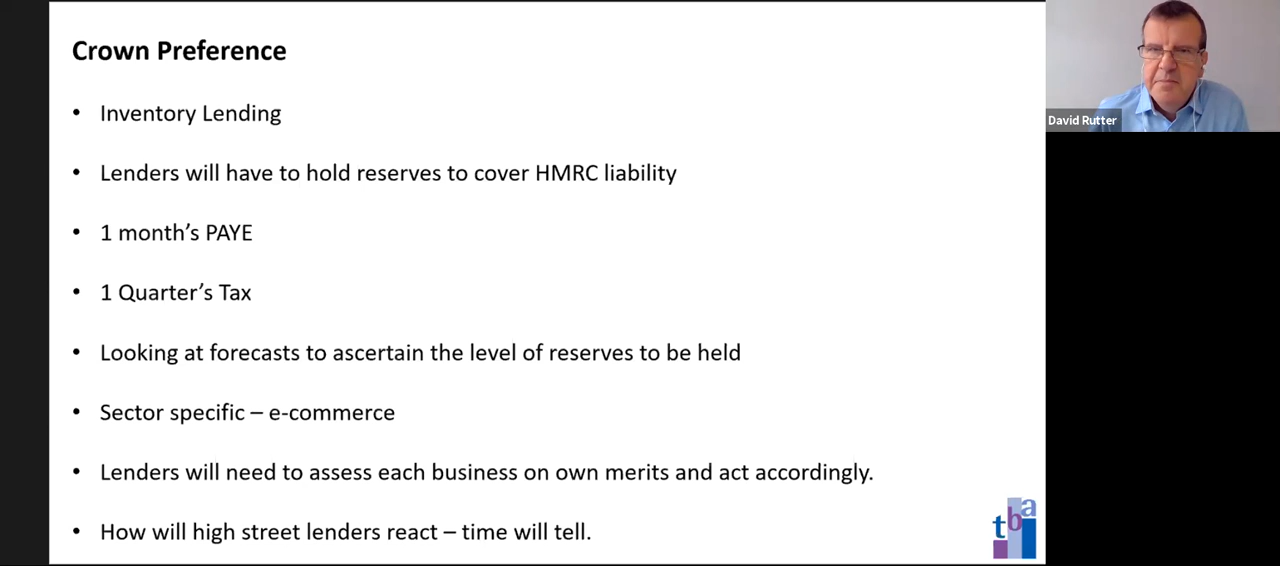 Crown Preference
• Inventory Lending
• Lenders will have to hold reserves to cover HMRC liability
• 1 month’s PAYE
• 1 Quarter’s Tax
• Looking at forecasts to ascertain the level of reserves to be held
• Sector specific – e-commerce
• Lenders will need to assess each business on own merits and act accordingly.
• How will high street lenders react – time will tell.
David Rutter
tba